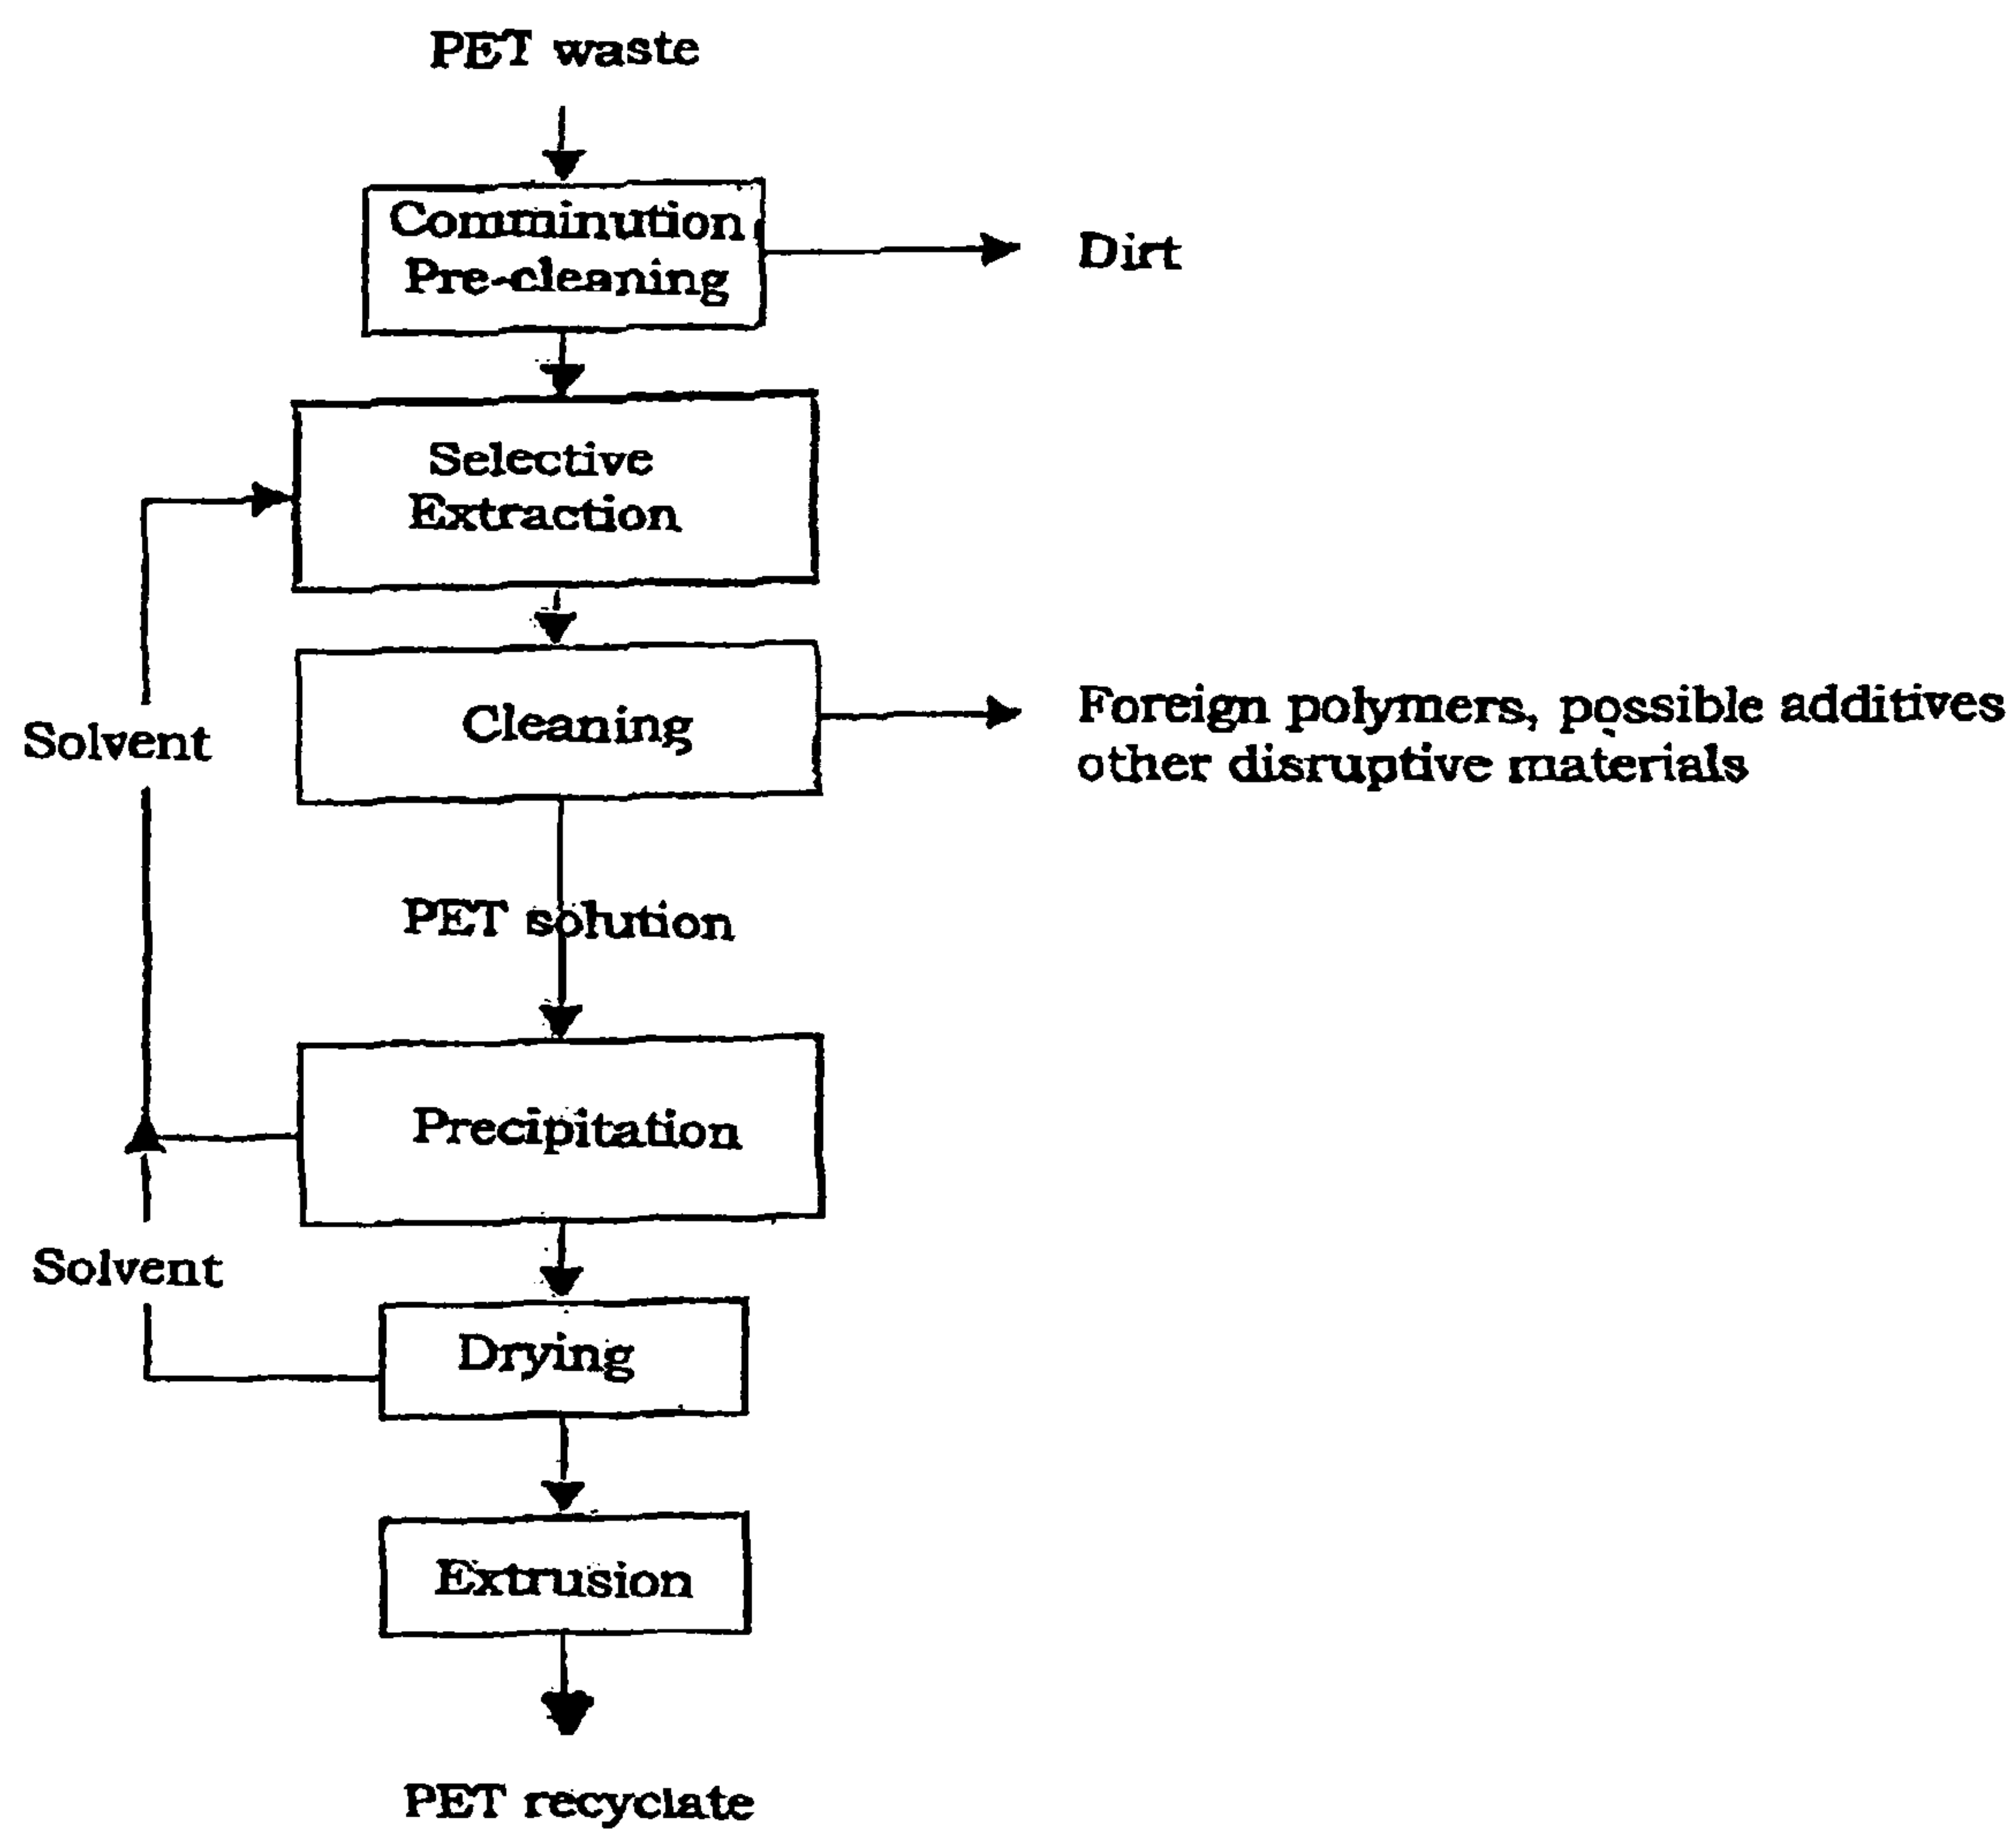 PET waste
Comminution
Pre-cleaning
Dirt
Selective
Extraction
Cleaning
Foreign polymers, possible additives
other disruptive materials
Solvent
PET solution
Precipitation
Solvent
Drying
Extrusion
PET recyclate